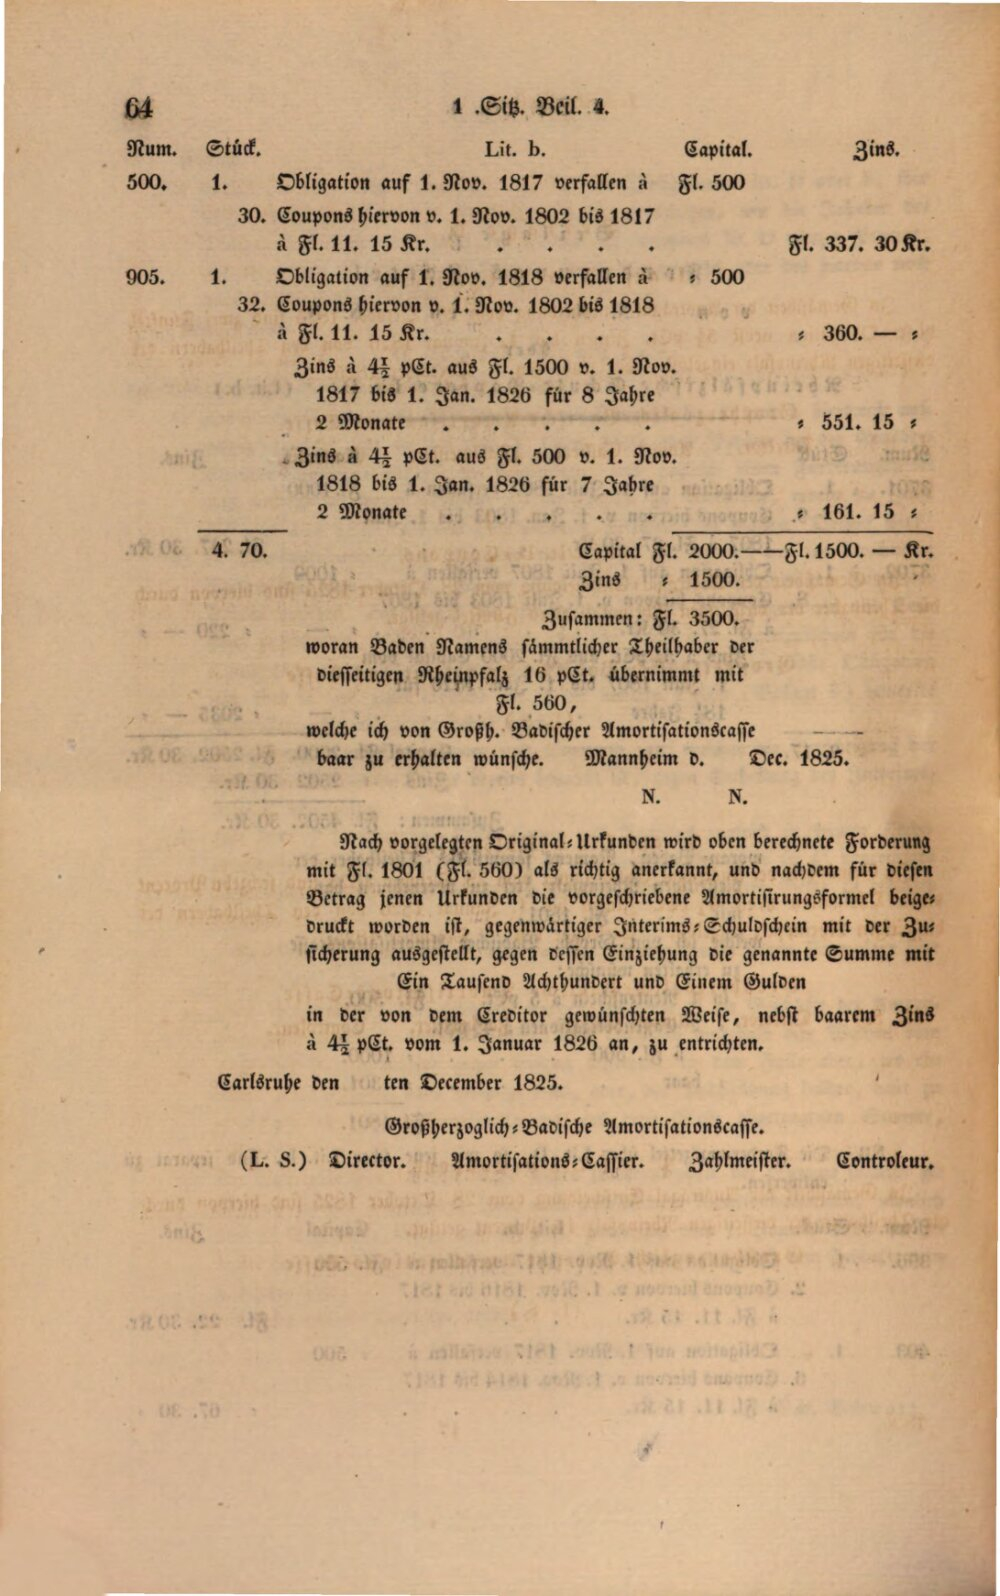 64 1 .Sitz. Beil. 4.
Num. Stück. Lit. b. Capital. Zins.
500. 1. Obligation auf 1. Nov. 1817 verfallen à Fl. 500
30. Coupons hiervon v. 1. Nov. 1802 bis 1817
à Fl. 11. 15 Kr. . . . . Fl. 337. 30 Kr.
905. 1. Obligation auf 1. Nov. 1818 verfallen à „ 500
32. Coupons hiervon v. 1. Nov. 1802 bis 1818
à Fl. 11. 15 Kr. . . . . „ 360. — „
Zins à 4½ pCt. aus Fl. 1500 v. 1. Nov.
1817 bis 1. Jan. 1826 für 8 Jahre
2 Monate . . . . . „ 551. 15 „
Zins à 4½ pCt. aus Fl. 500 v. 1. Nov.
1818 bis 1. Jan. 1826 für 7 Jahre
2 Monate . . . . . „ 161. 15 „
4. 70. Capital Fl. 2000.——Fl. 1500. — Kr.
Zins „ 1500.
Zusammen: Fl. 3500.
woran Baden Namens sämmtlicher Theilhaber der
diesseitigen Rheinpfalz 16 pCt. übernimmt mit
Fl. 560,
welche ich von Großh. Badischer Amortisationscasse
baar zu erhalten wünsche. Mannheim d. Dec. 1825.
N. N.
Nach vorgelegten Original-Urkunden wird oben berechnete Forderung
mit Fl. 1801 (Fl. 560) als richtig anerkannt, und nachdem für diesen
Betrag jenen Urkunden die vorgeschriebene Amortisirungsformel beige-
druckt worden ist, gegenwärtiger Interims-Schuldschein mit der Zu-
sicherung ausgestellt, gegen dessen Einziehung die genannte Summe mit
Ein Tausend Achthundert und Einem Gulden
in der von dem Creditor gewünschten Weise, nebst baarem Zins
à 4½ pCt. vom 1. Januar 1826 an, zu entrichten.
Carlsruhe den ten December 1825.
Großherzoglich-Badische Amortisationscasse.
(L. S.) Director. Amortisations-Cassier. Zahlmeister. Controleur.